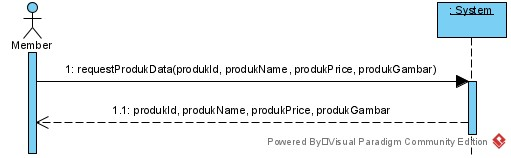 : System
Member
1: requestProdukData(produkId, produkName, produkPrice, produkGambar)
1.1: produkId, produkName, produkPrice, produkGambar
Powered By Visual Paradigm Community Edition